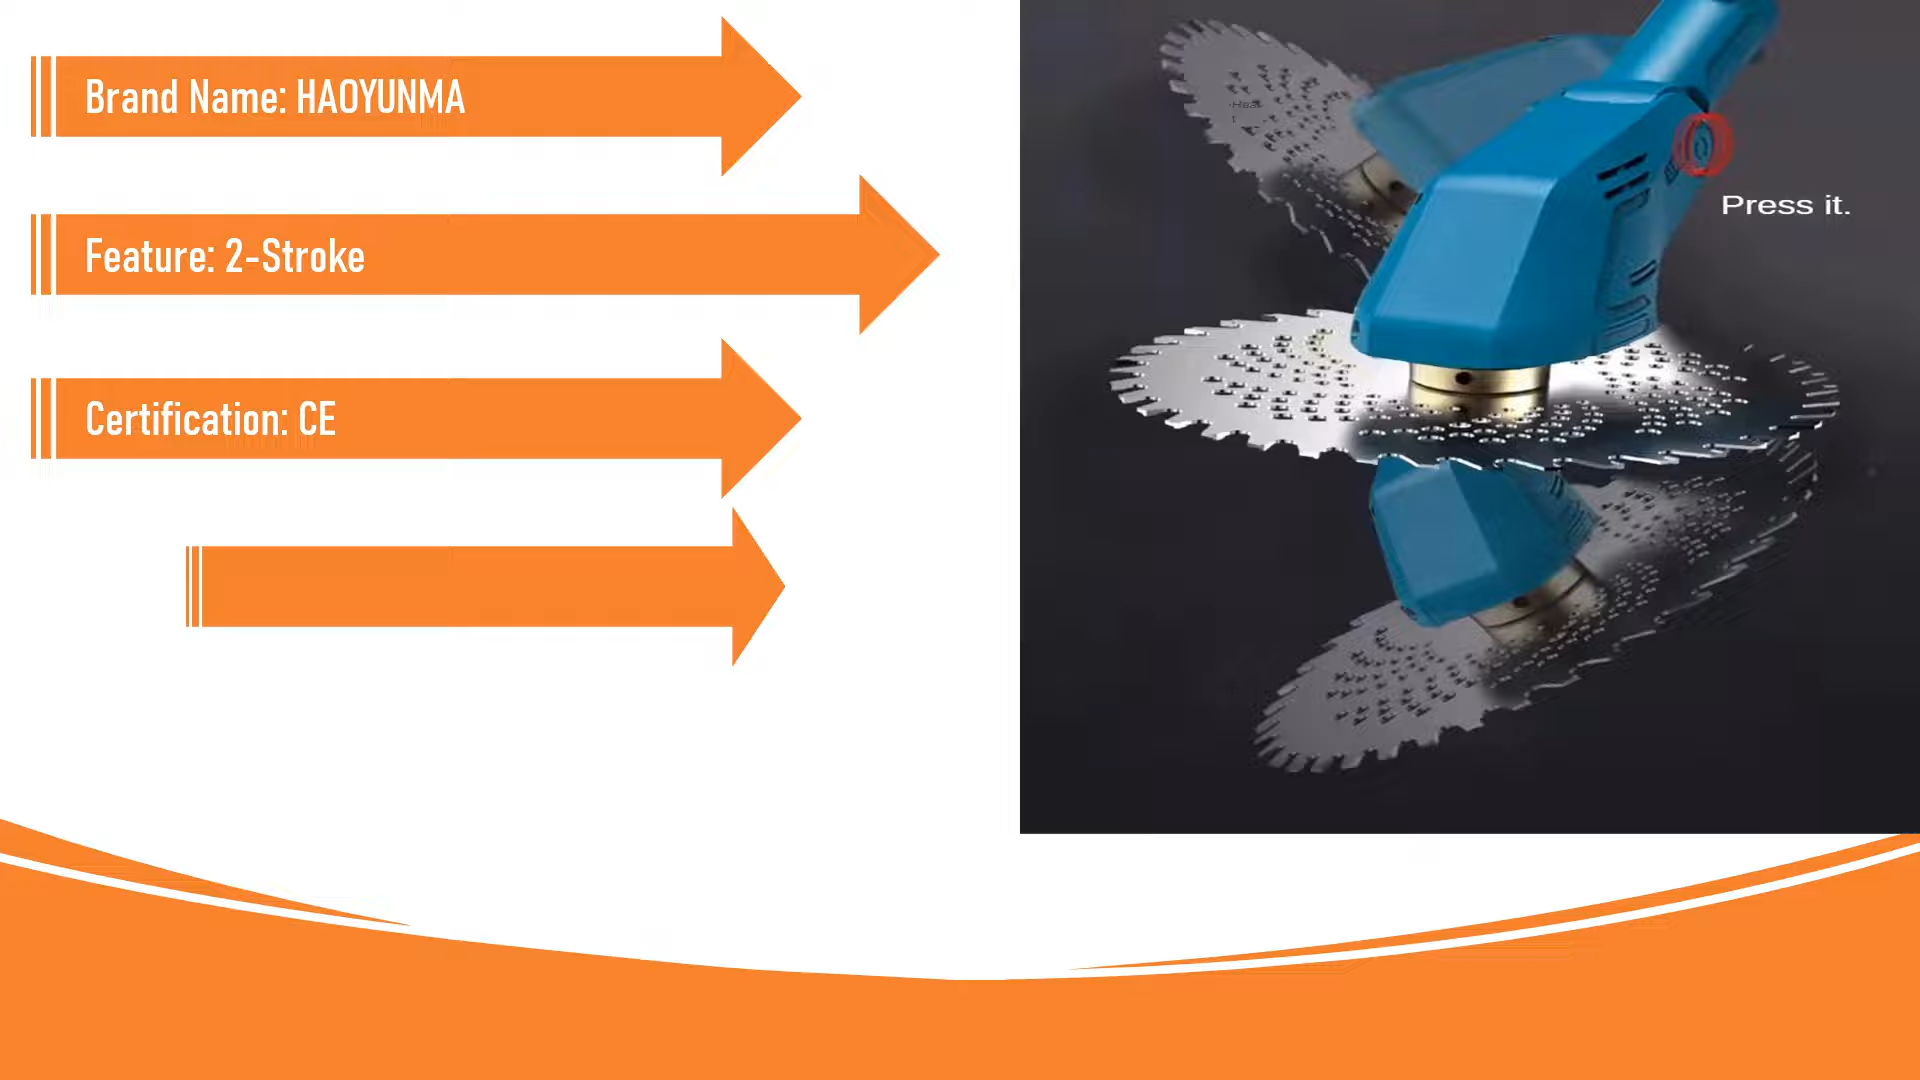 Brand Name: HAOYUNMA
Feature: 2-Stroke
Certification: CE
Press it.